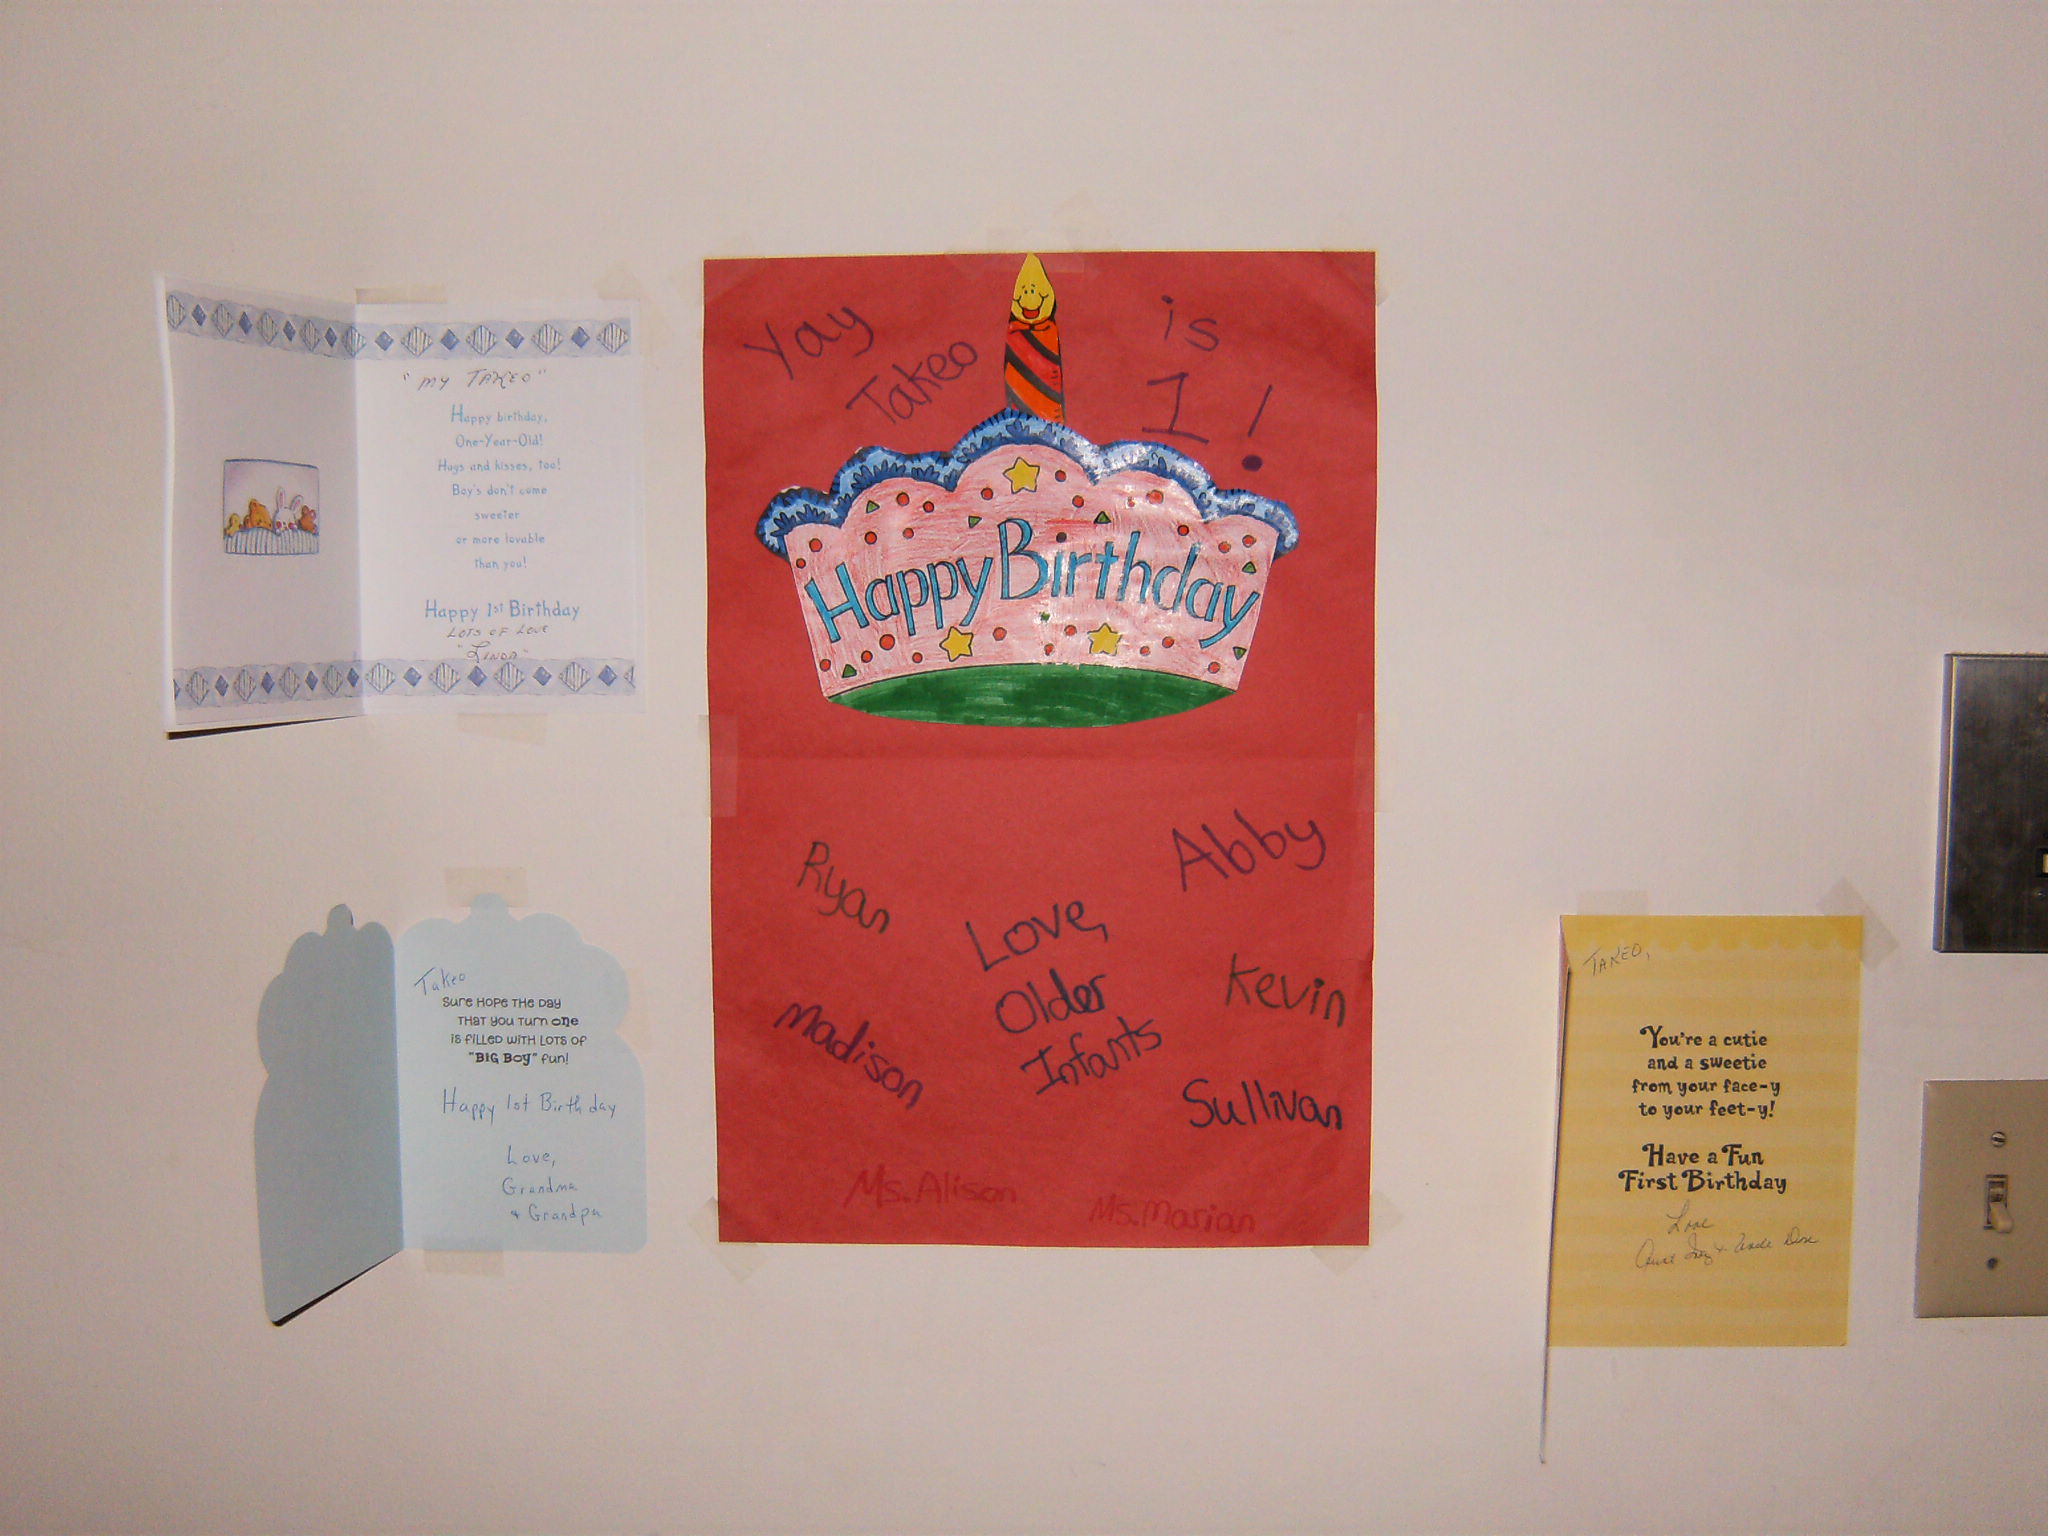 "MY TAKEO"
Happy birthday,
One-Year-Old!
Hugs and kisses, too!
Boy's don't come
sweeter
or more lovable
than you!
Happy 1st Birthday
LOTS OF LOVE
"LINDA"
Takeo
Sure HOPE THE DAY
THAT YOU TURN one
is filled WITH LOTS OF
"BIG BOY" fun!
Happy 1st Birthday
Love,
Grandma
+ Grandpa
Yay
Takeo
is
1!
Happy Birthday
Ryan
Abby
Love,
Older
Infants
Kevin
Madison
Sullivan
Ms. Alison
Ms. Marian
TAKEO,
You're a cutie
and a sweetie
from your face-y
to your feet-y!
Have a Fun
First Birthday
Love
Aunt & Uncle